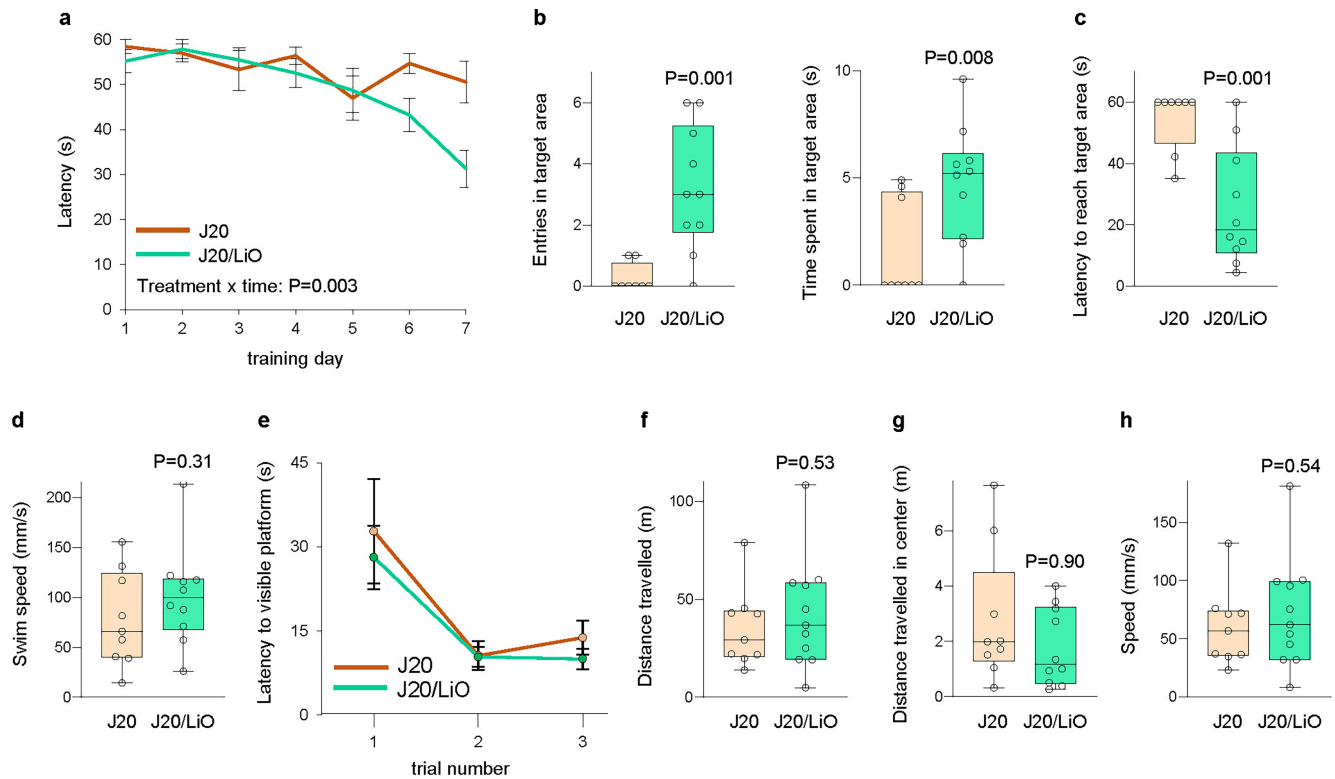 a
60
50
40
30
20
10
0
Latency (s)
J20
J20/LiO
Treatment x time: P=0.003
1 2 3 4 5 6 7
training day
b
P=0.001
6
4
2
0
Entries in target area
J20 J20/LiO
P=0.008
10
5
0
Time spent in target area (s)
J20 J20/LiO
c
P=0.001
80
60
40
20
0
Latency to reach target area (s)
J20 J20/LiO
d
P=0.31
200
150
100
50
0
Swim speed (mm/s)
J20 J20/LiO
e
45
30
15
0
Latency to visible platform (s)
J20
J20/LiO
1 2 3
trial number
f
P=0.53
100
50
0
Distance travelled (m)
J20 J20/LiO
g
P=0.90
6
4
2
0
Distance travelled in center (m)
J20 J20/LiO
h
P=0.54
150
100
50
0
Speed (mm/s)
J20 J20/LiO